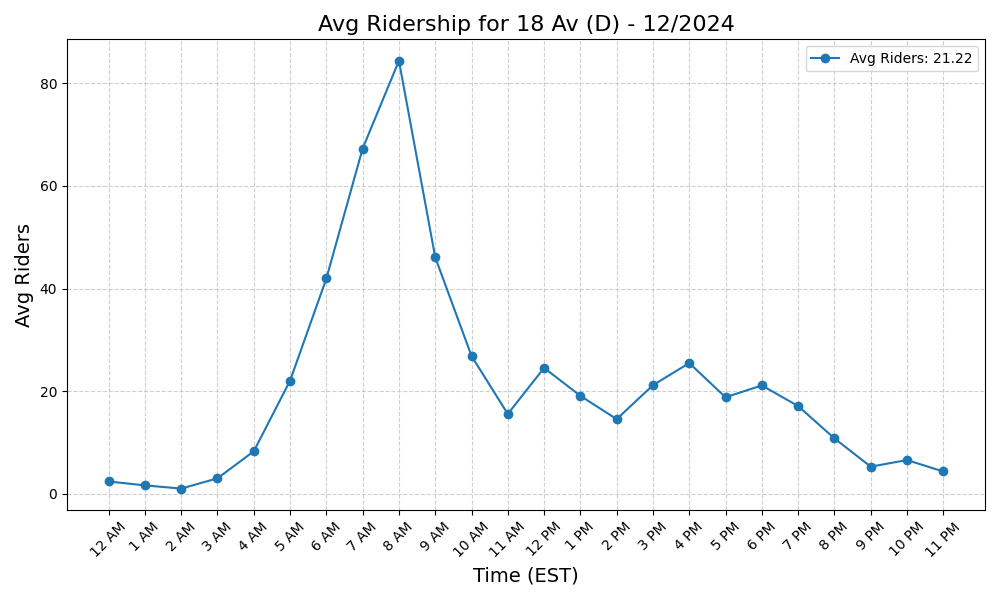 Avg Ridership for 18 Av (D) - 12/2024
Avg Riders: 21.22
Avg Riders
80
60
40
20
0
12 AM
1 AM
2 AM
3 AM
4 AM
5 AM
6 AM
7 AM
8 AM
9 AM
10 AM
11 AM
12 PM
1 PM
2 PM
3 PM
4 PM
5 PM
6 PM
7 PM
8 PM
9 PM
10 PM
11 PM
Time (EST)